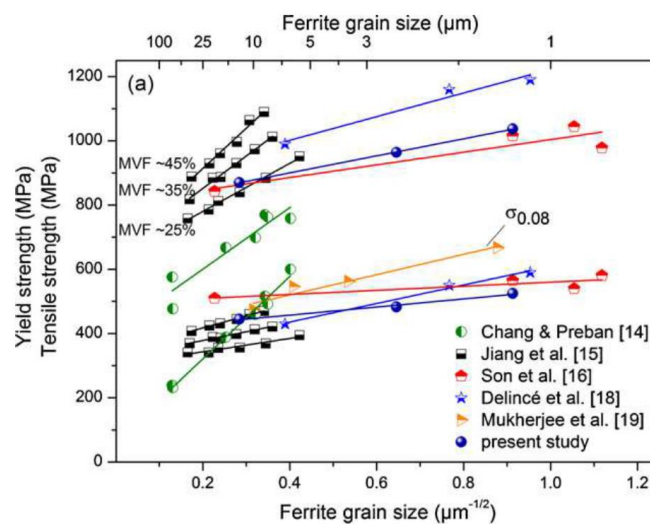 Ferrite grain size (µm)
100 25 10 5 3 1
(a)
1200
1000
800
600
400
200
0
Yield strength (MPa)
Tensile strength (MPa)
MVF ~45%
MVF ~35%
MVF ~25%
σ0.08
Chang & Preban [14]
Jiang et al. [15]
Son et al. [16]
Delincé et al. [18]
Mukherjee et al. [19]
present study
0.2 0.4 0.6 0.8 1.0 1.2
Ferrite grain size (µm-1/2)